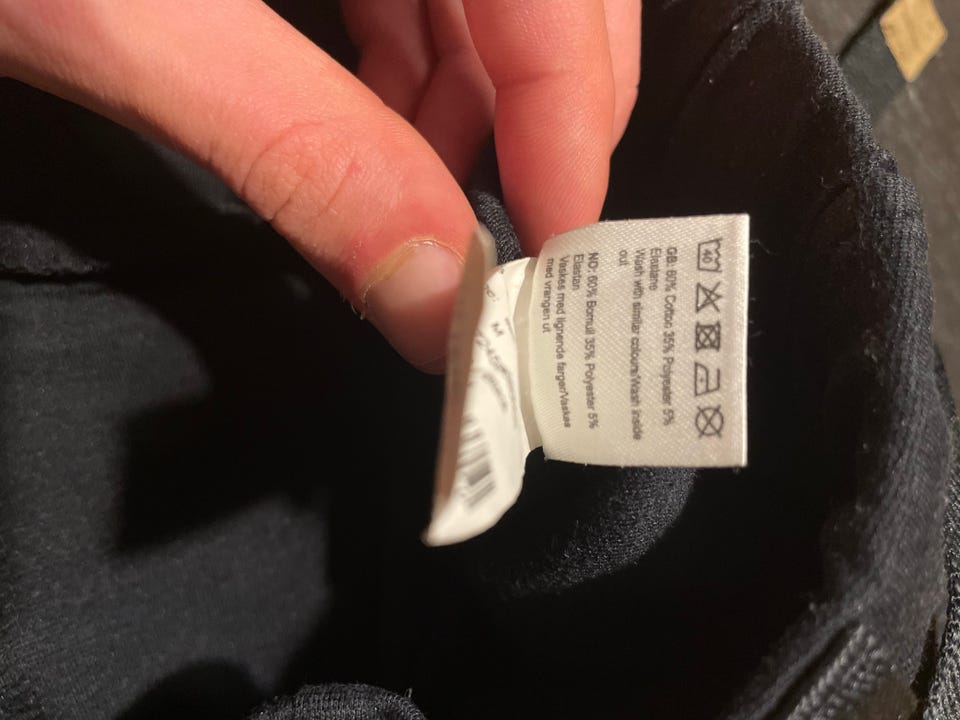 40
GB: 60% Cotton 35% Polyester 5%
Elastane
Wash with similar colours/Wash inside
out
NO: 60% Bomull 35% Polyester 5%
Elastan
Vaskes med lignende farger/Vaskes
med vrangen ut
M